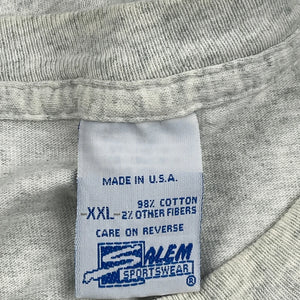 MADE IN U.S.A.
98% COTTON
-XXL- 2% OTHER FIBERS
CARE ON REVERSE
SALEM
SPORTSWEAR ®